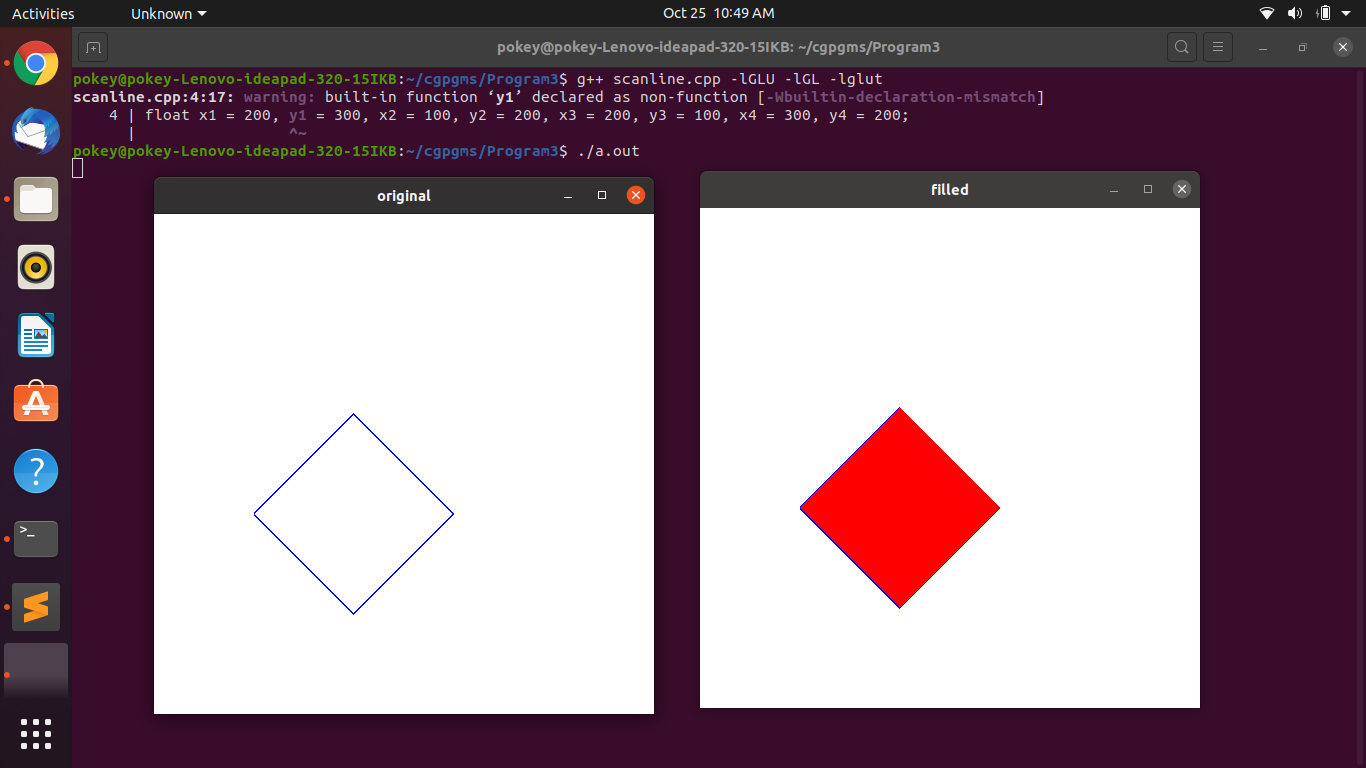 Activities
Unknown
Oct 25 10:49 AM
pokey@pokey-Lenovo-ideapad-320-15IKB: ~/cgpgms/Program3
pokey@pokey-Lenovo-ideapad-320-15IKB:~/cgpgms/Program3$ g++ scanline.cpp -lGLU -lGL -lglut
scanline.cpp:4:17: warning: built-in function ‘y1’ declared as non-function [-Wbuiltin-declaration-mismatch]
    4 | float x1 = 200, y1 = 300, x2 = 100, y2 = 200, x3 = 200, y3 = 100, x4 = 300, y4 = 200;
      |                 ^~
pokey@pokey-Lenovo-ideapad-320-15IKB:~/cgpgms/Program3$ ./a.out
original
filled